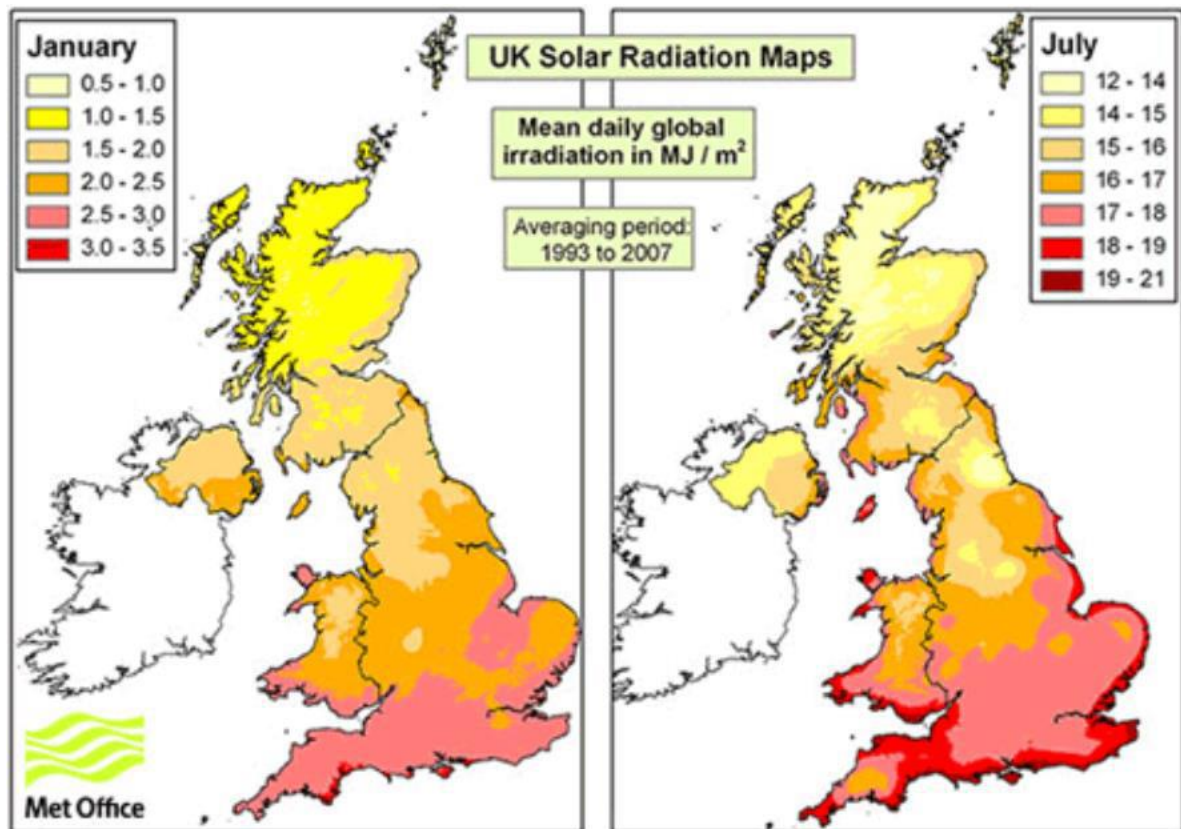 January
0.5 - 1.0
1.0 - 1.5
1.5 - 2.0
2.0 - 2.5
2.5 - 3.0
3.0 - 3.5
UK Solar Radiation Maps
Mean daily global
irradiation in MJ / m²
Averaging period:
1993 to 2007
July
12 - 14
14 - 15
15 - 16
16 - 17
17 - 18
18 - 19
19 - 21
Met Office